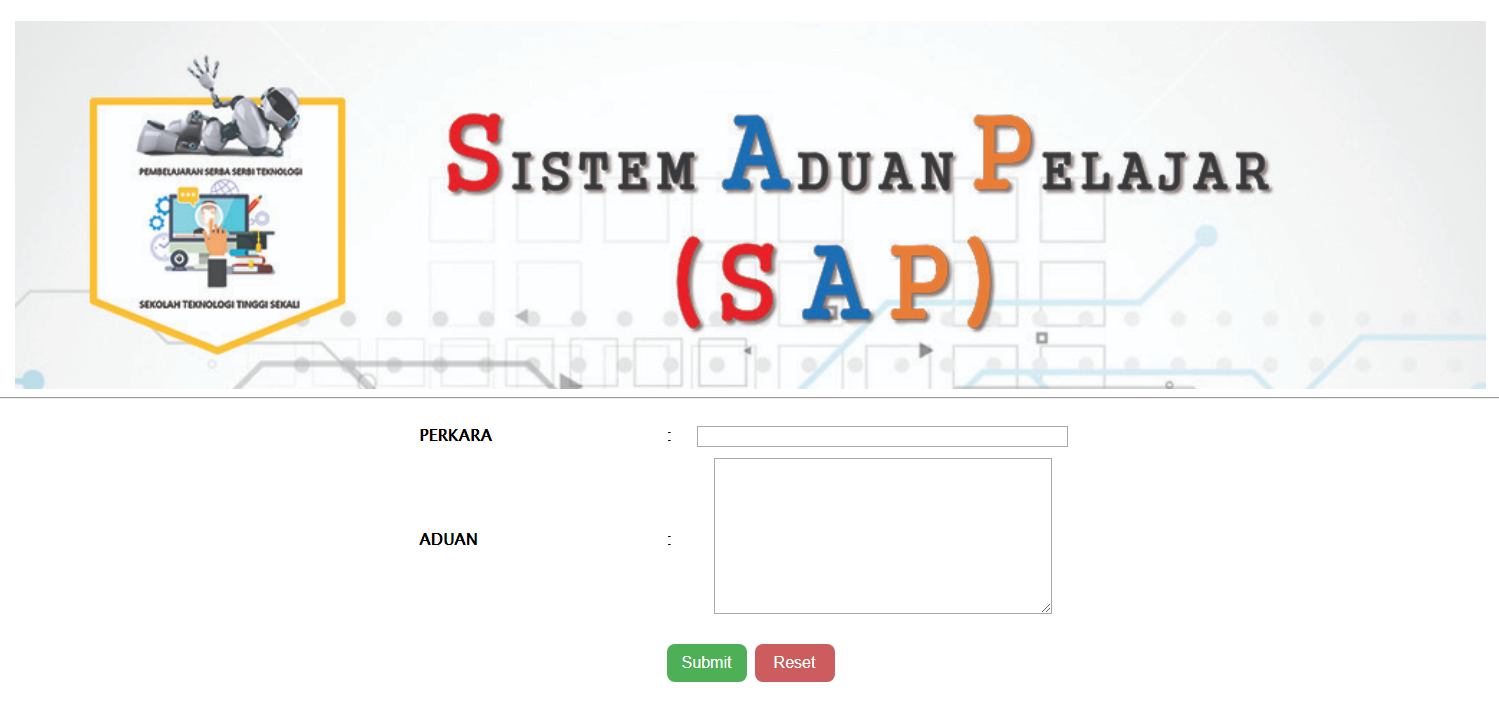 PEMBELAJARAN SERBA SERBI TEKNOLOGI
SEKOLAH TEKNOLOGI TINGGI SEKALI
SISTEM ADUAN PELAJAR
(SAP)
PERKARA :
ADUAN :
Submit Reset